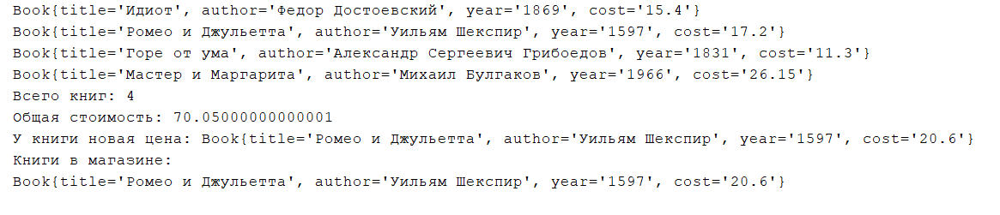 Book{title='Идиот', author='Федор Достоевский', year='1869', cost='15.4'}
Book{title='Ромео и Джульетта', author='Уильям Шекспир', year='1597', cost='17.2'}
Book{title='Горе от ума', author='Александр Сергеевич Грибоедов', year='1831', cost='11.3'}
Book{title='Мастер и Маргарита', author='Михаил Булгаков', year='1966', cost='26.15'}
Всего книг: 4
Общая стоимость: 70.05000000000001
У книги новая цена: Book{title='Ромео и Джульетта', author='Уильям Шекспир', year='1597', cost='20.6'}
Книги в магазине:
Book{title='Ромео и Джульетта', author='Уильям Шекспир', year='1597', cost='20.6'}